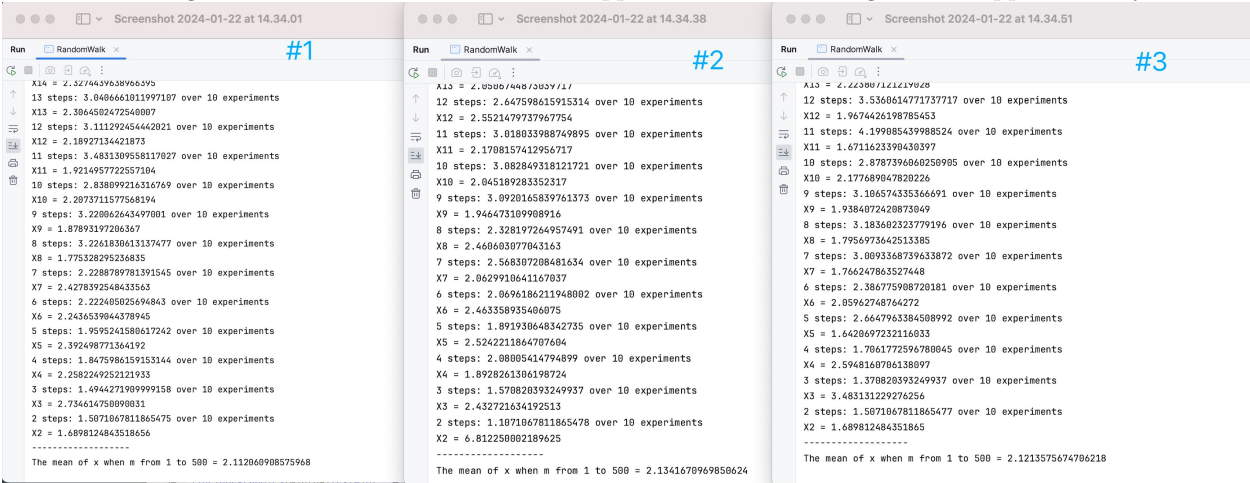 Screenshot 2024-01-22 at 14.34.01
Run RandomWalk ×
#1
X14 = 2.3274439638966395
13 steps: 3.0406661011997107 over 10 experiments
X13 = 2.3064502472540007
12 steps: 3.111292454442021 over 10 experiments
X12 = 2.18927134421873
11 steps: 3.4831309558117027 over 10 experiments
X11 = 1.9214957722557104
10 steps: 2.838099216316769 over 10 experiments
X10 = 2.2073711577568194
9 steps: 3.220062643497001 over 10 experiments
X9 = 1.87893197206367
8 steps: 3.2261830613137477 over 10 experiments
X8 = 1.775328295236835
7 steps: 2.2288789781391545 over 10 experiments
X7 = 2.4278392548433563
6 steps: 2.222405025694843 over 10 experiments
X6 = 2.2436539044378945
5 steps: 1.9595241580617242 over 10 experiments
X5 = 2.392498771364192
4 steps: 1.8475986159153144 over 10 experiments
X4 = 2.2582249252121933
3 steps: 1.4944271909999158 over 10 experiments
X3 = 2.734614750090031
2 steps: 1.5071067811865475 over 10 experiments
X2 = 1.6898124843518656
-------------------
The mean of x when m from 1 to 500 = 2.112060908575968
Screenshot 2024-01-22 at 14.34.38
Run RandomWalk ×
#2
X13 = 2.0506744873039717
12 steps: 2.647598615915314 over 10 experiments
X12 = 2.5521479737967754
11 steps: 3.018033988749895 over 10 experiments
X11 = 2.1708157412956717
10 steps: 3.082849318121721 over 10 experiments
X10 = 2.045189283352317
9 steps: 3.0920165839761373 over 10 experiments
X9 = 1.946473109908916
8 steps: 2.328197264957491 over 10 experiments
X8 = 2.460603077043163
7 steps: 2.568307208481634 over 10 experiments
X7 = 2.0629910641167037
6 steps: 2.0696186211948002 over 10 experiments
X6 = 2.463358935406075
5 steps: 1.891930648342735 over 10 experiments
X5 = 2.5242211864707604
4 steps: 2.08005414794899 over 10 experiments
X4 = 1.8928261306198724
3 steps: 1.570820393249937 over 10 experiments
X3 = 2.432721634192513
2 steps: 1.1071067811865478 over 10 experiments
X2 = 6.812250002189625
-------------------
The mean of x when m from 1 to 500 = 2.1341670969850624
Screenshot 2024-01-22 at 14.34.51
Run RandomWalk ×
#3
X13 = 2.223807121219028
12 steps: 3.5360614771737717 over 10 experiments
X12 = 1.9674426198785453
11 steps: 4.199085439988524 over 10 experiments
X11 = 1.6711623390430397
10 steps: 2.8787396060250905 over 10 experiments
X10 = 2.177689047820226
9 steps: 3.106574335366691 over 10 experiments
X9 = 1.9384072420873049
8 steps: 3.183602323779196 over 10 experiments
X8 = 1.7956973642513385
7 steps: 3.0093368739633872 over 10 experiments
X7 = 1.766247863527448
6 steps: 2.386775908720181 over 10 experiments
X6 = 2.05962748764272
5 steps: 2.6647963384508992 over 10 experiments
X5 = 1.6420697232116033
4 steps: 1.7061772596780045 over 10 experiments
X4 = 2.5948160706138097
3 steps: 1.370820393249937 over 10 experiments
X3 = 3.483131229276256
2 steps: 1.5071067811865477 over 10 experiments
X2 = 1.689812484351865
-------------------
The mean of x when m from 1 to 500 = 2.1213575674706218